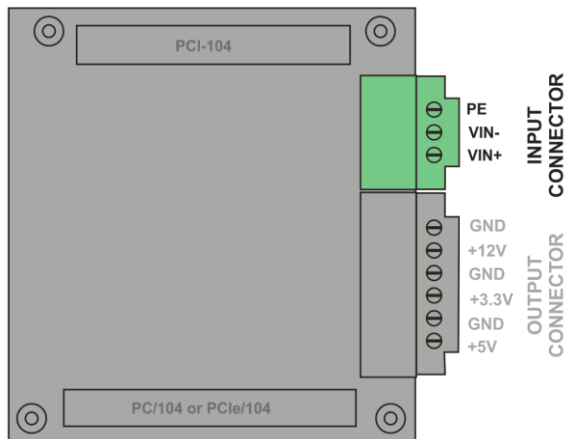 PCI-104
PE
VIN-
VIN+
INPUT
CONNECTOR
GND
+12V
GND
+3.3V
GND
+5V
OUTPUT
CONNECTOR
PC/104 or PCIe/104